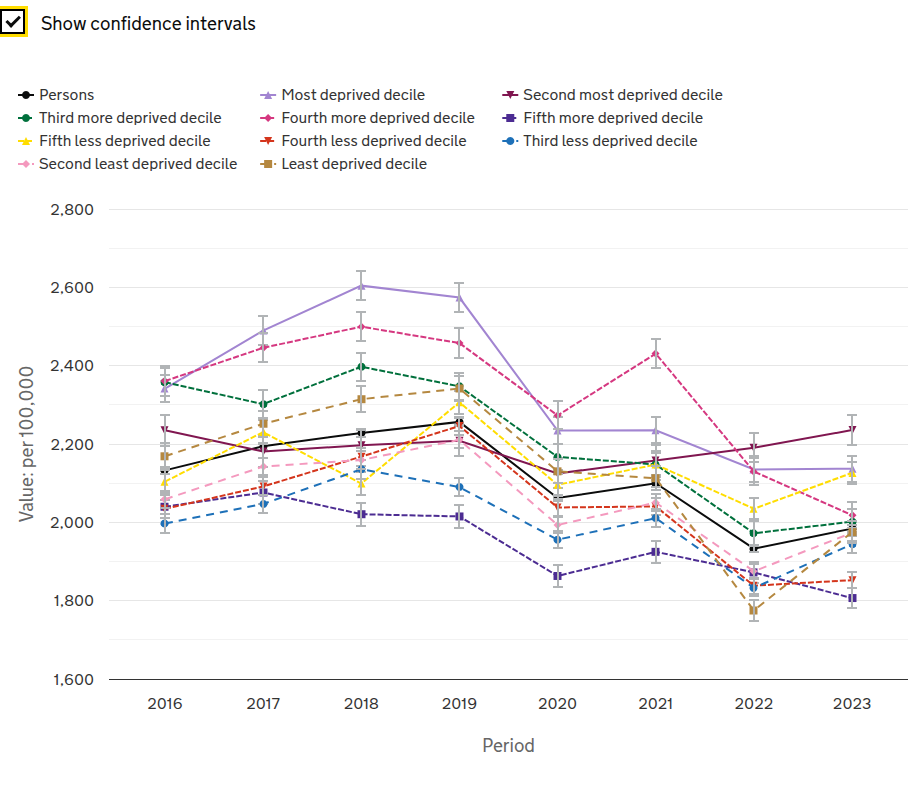 Show confidence intervals
Persons
Most deprived decile
Second most deprived decile
Third more deprived decile
Fourth more deprived decile
Fifth more deprived decile
Fifth less deprived decile
Fourth less deprived decile
Third less deprived decile
Second least deprived decile
Least deprived decile
Value: per 100,000
2,800
2,600
2,400
2,200
2,000
1,800
1,600
2016 2017 2018 2019 2020 2021 2022 2023
Period